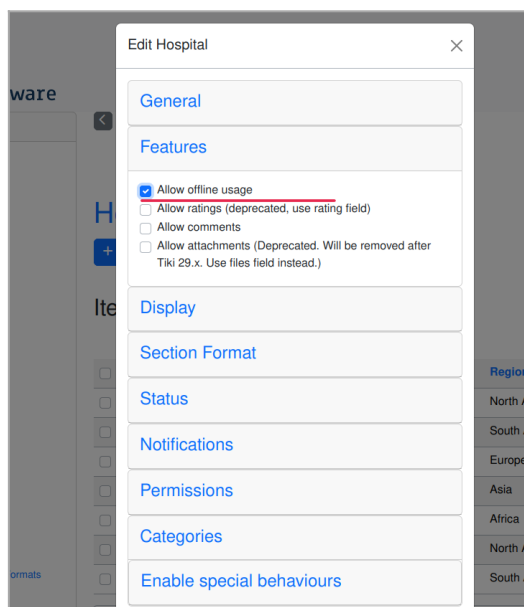 Edit Hospital
ware
General
Features
Allow offline usage
Allow ratings (deprecated, use rating field)
Allow comments
Allow attachments (Deprecated. Will be removed after
Tiki 29.x. Use files field instead.)
H
+
Ite
Display
Section Format
Status
Notifications
Permissions
Categories
Enable special behaviours
Region
North A
South A
Europe
Asia
Africa
North A
South A
ormats